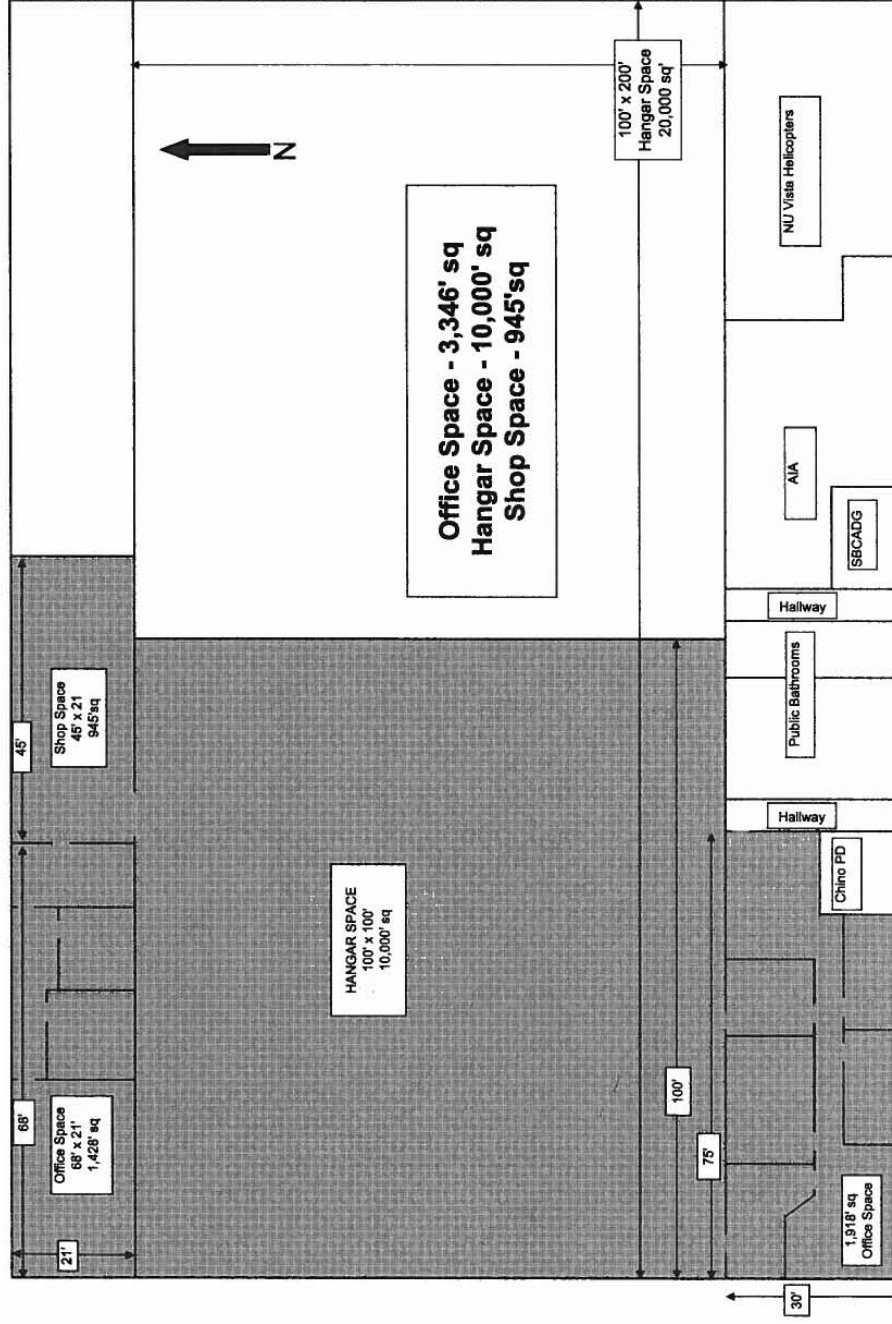 68'
45'
21'
Office Space
68' x 21'
1,428' sq
Shop Space
45' x 21
945'sq
N
HANGAR SPACE
100' x 100'
10,000' sq
Office Space - 3,346' sq
Hangar Space - 10,000' sq
Shop Space - 945'sq
100' x 200'
Hangar Space
20,000 sq'
100'
75'
30'
1,918' sq
Office Space
Chino PD
Hallway
Public Bathrooms
Hallway
SBCADG
AIA
NU Vista Helicopters